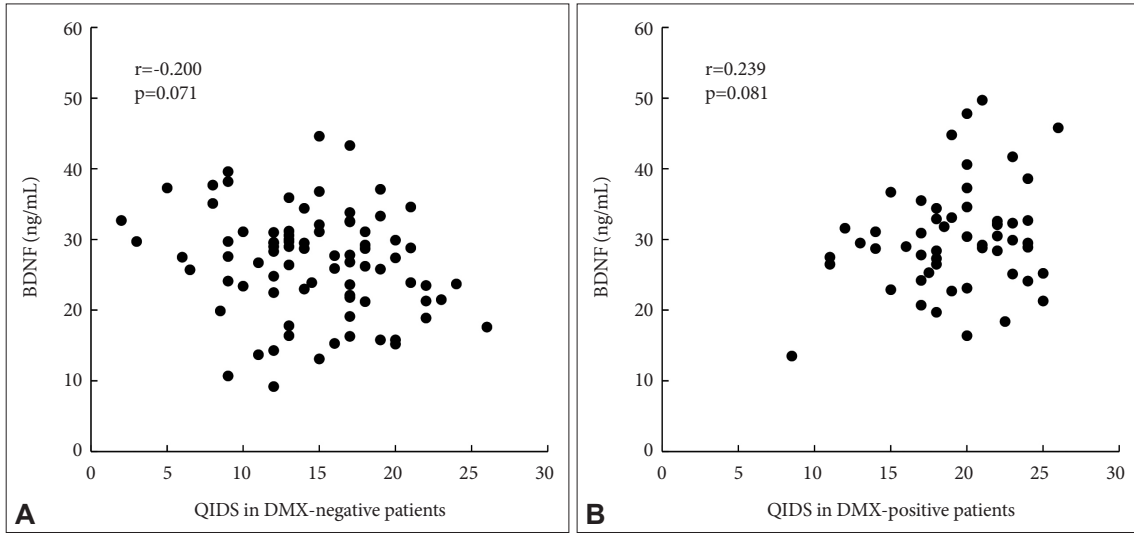 60
50
40
30
20
10
0
BDNF (ng/mL)
r=-0.200
p=0.071
0 5 10 15 20 25 30
QIDS in DMX-negative patients
A
60
50
40
30
20
10
0
BDNF (ng/mL)
r=0.239
p=0.081
0 5 10 15 20 25 30
QIDS in DMX-positive patients
B